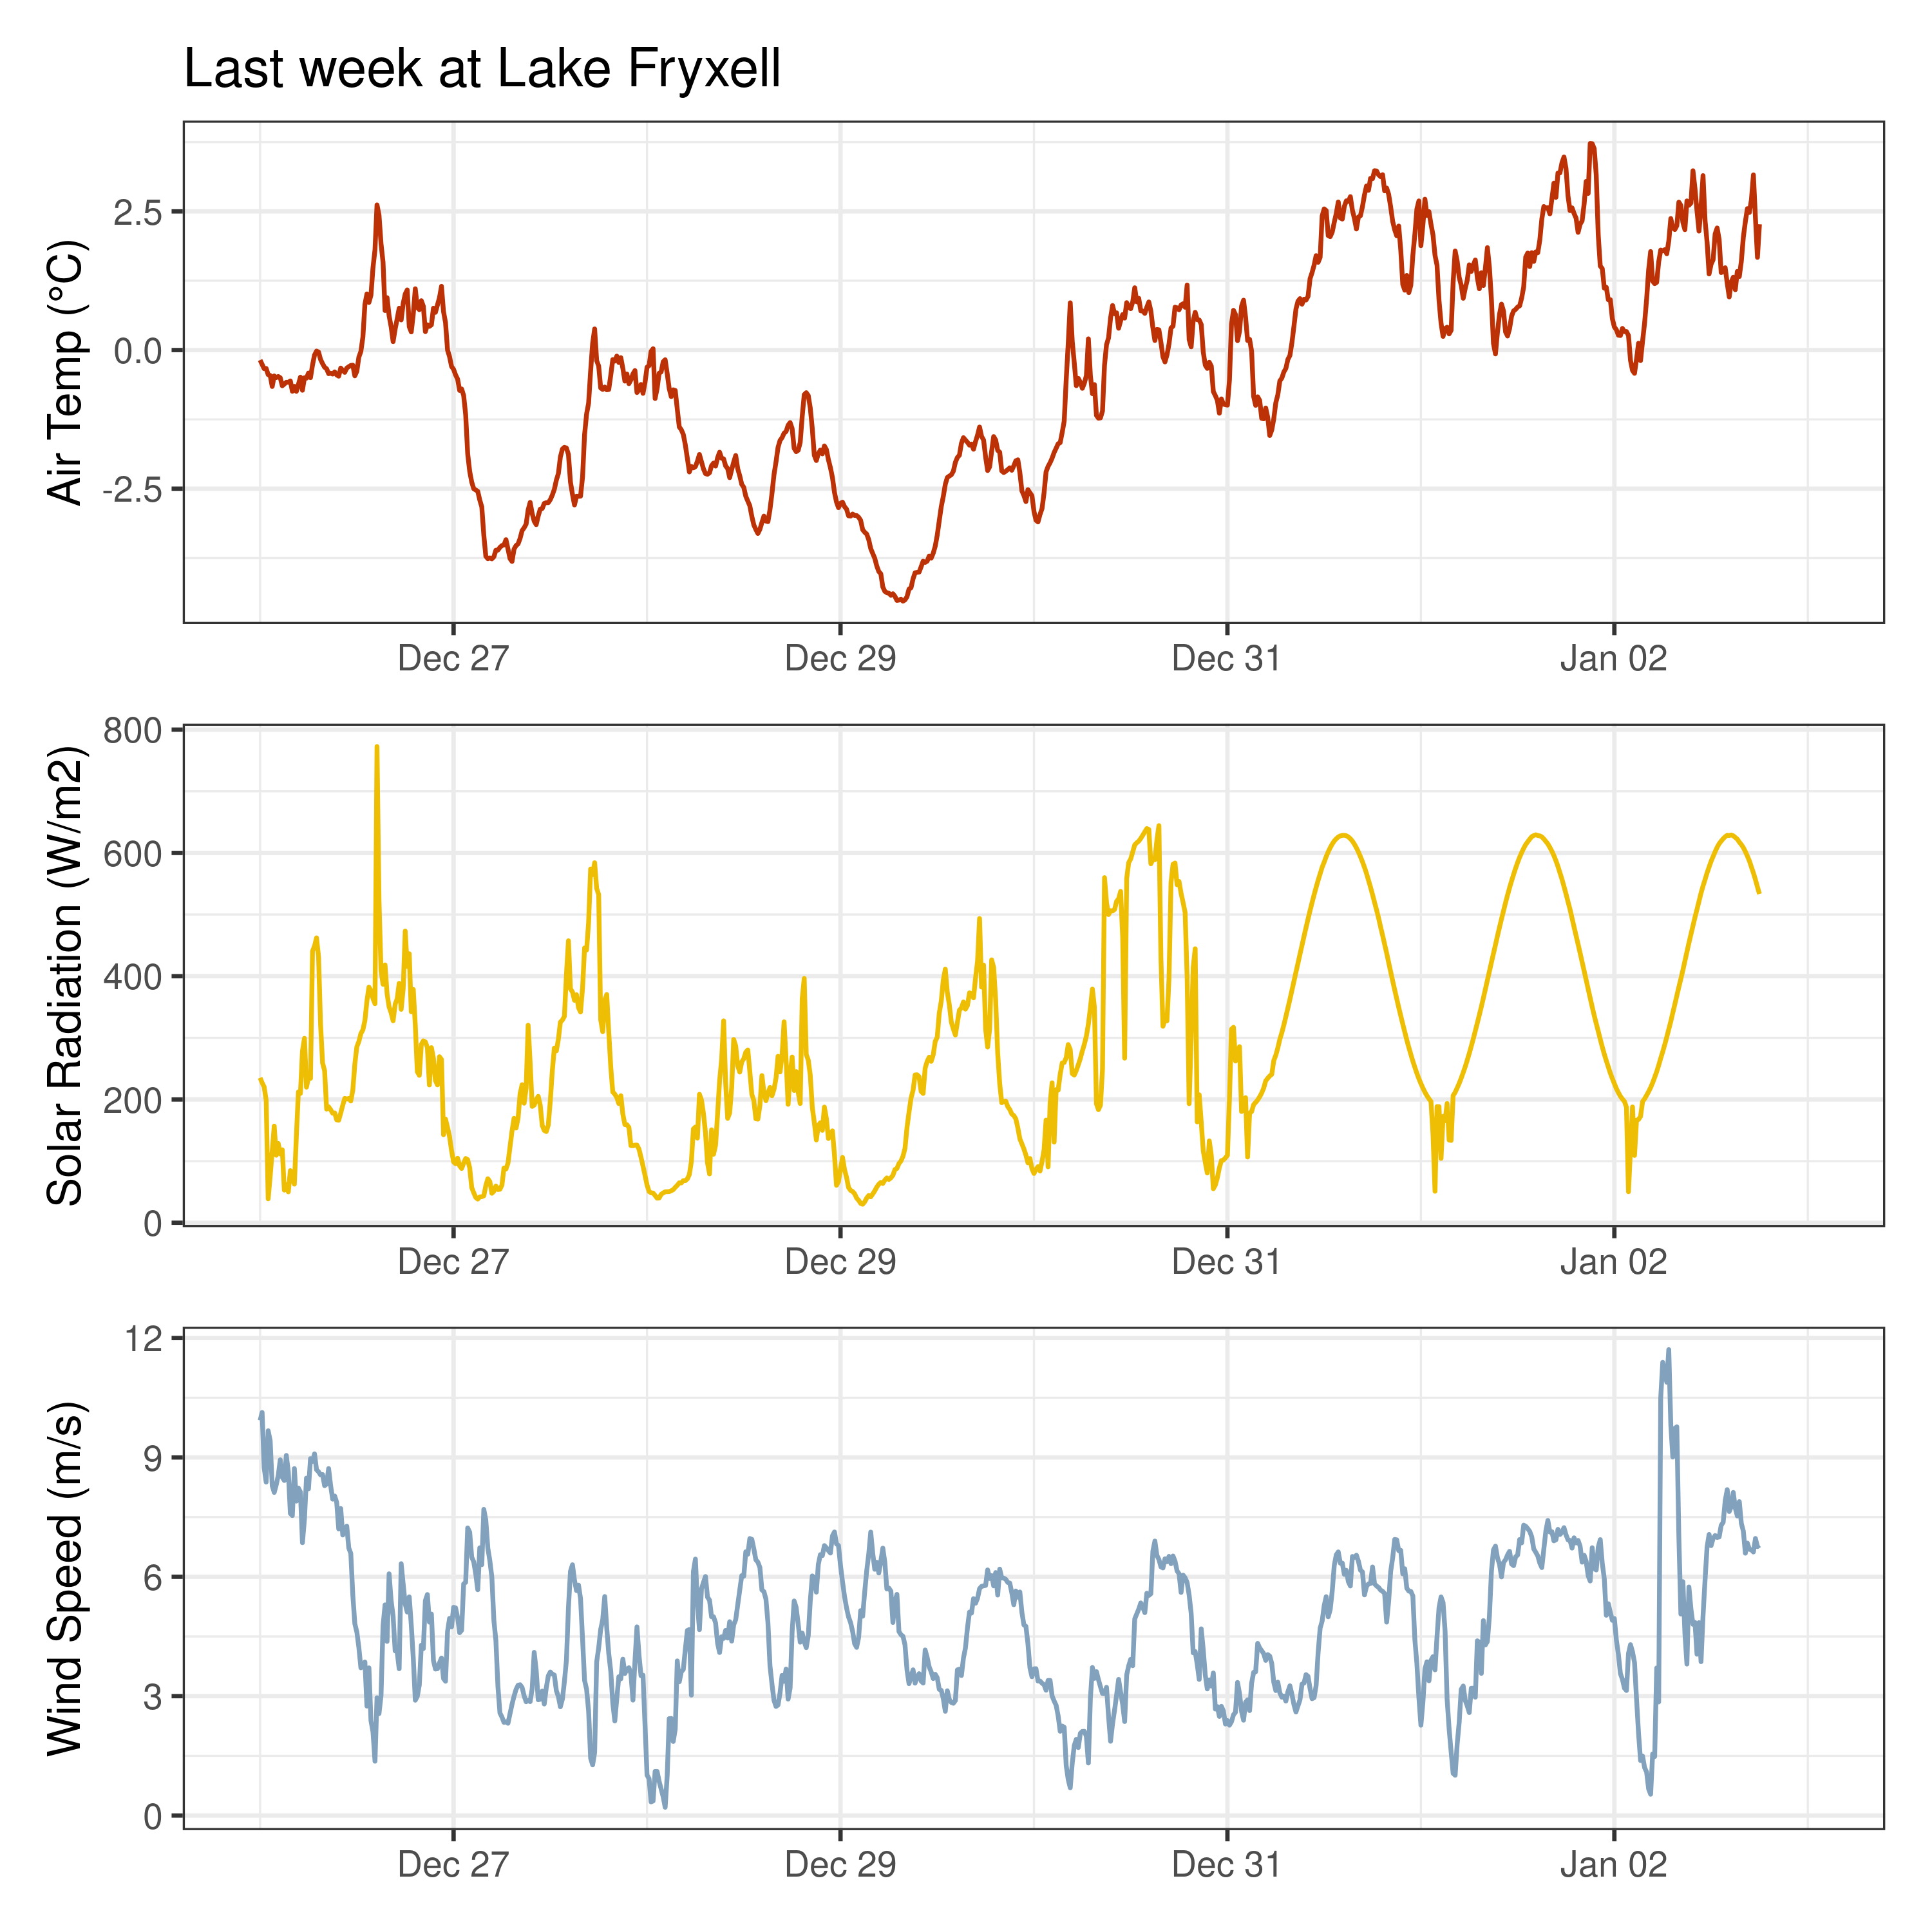 Last week at Lake Fryxell
Air Temp (°C)
2.5
0.0
-2.5
Dec 27 Dec 29 Dec 31 Jan 02
Solar Radiation (W/m2)
800
600
400
200
0
Dec 27 Dec 29 Dec 31 Jan 02
Wind Speed (m/s)
12
9
6
3
0
Dec 27 Dec 29 Dec 31 Jan 02